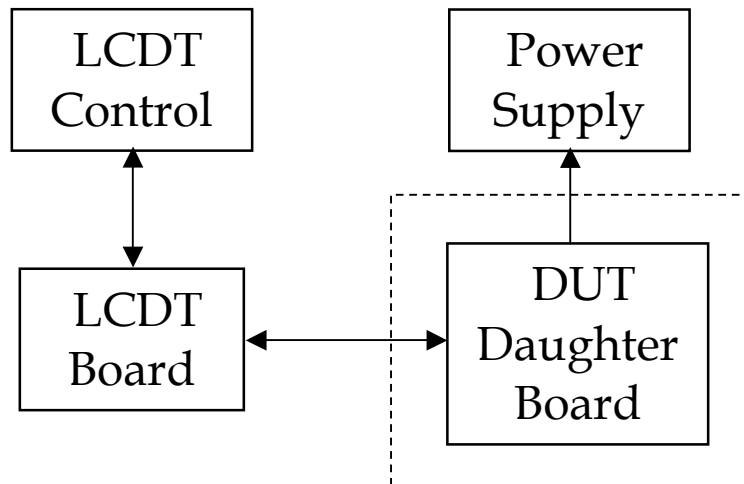 LCDT
Control
Power
Supply
LCDT
Board
DUT
Daughter
Board